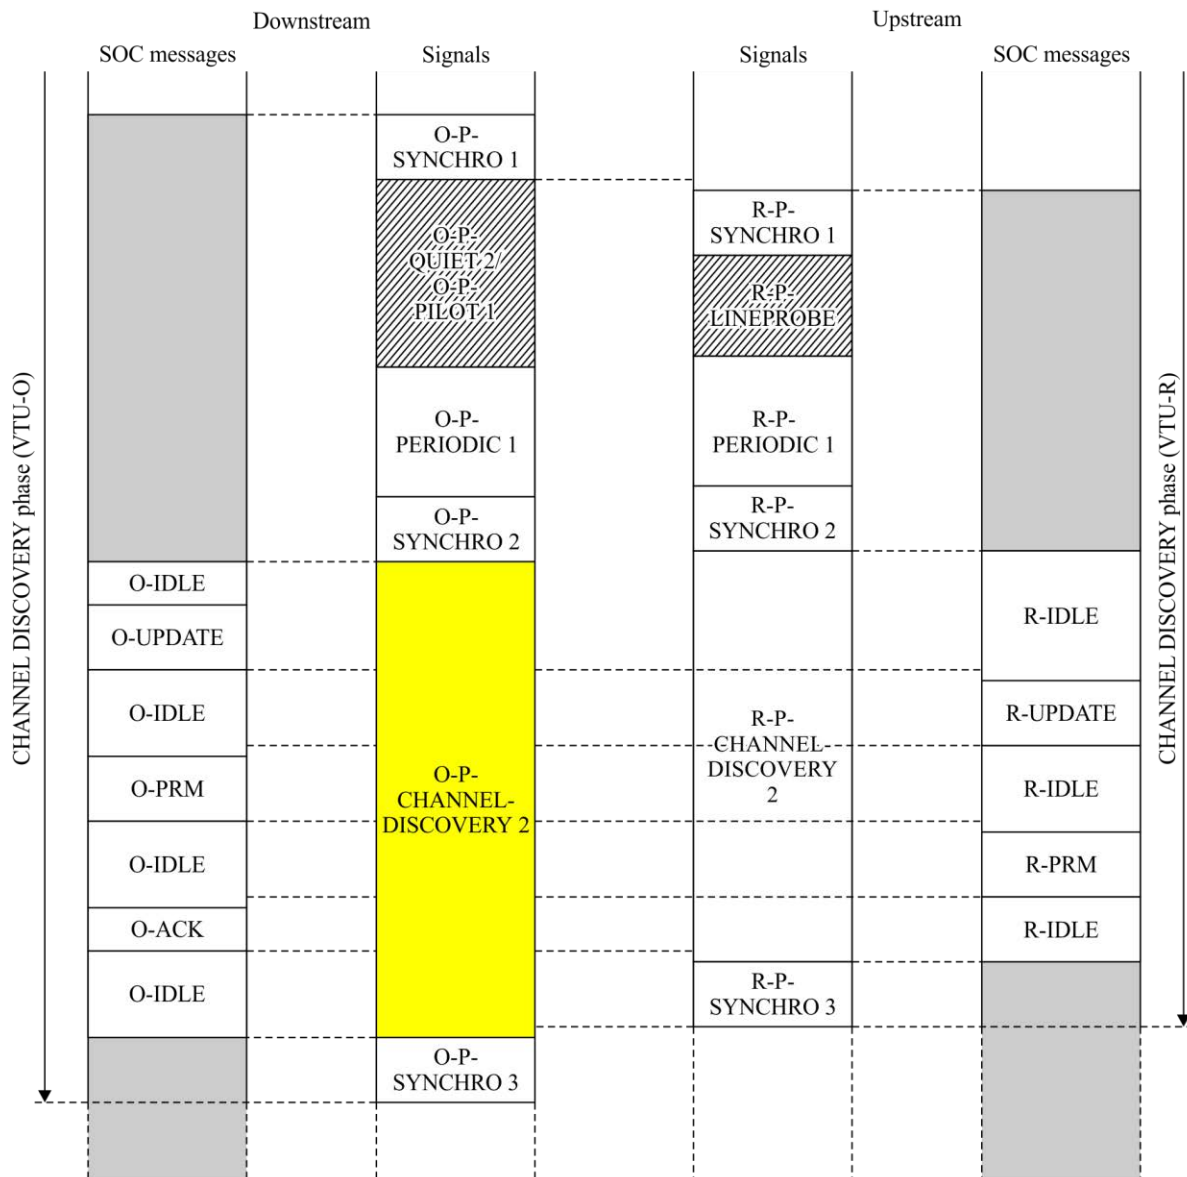 Downstream
Upstream
SOC messages
Signals
Signals
SOC messages
CHANNEL DISCOVERY phase (VTU-O)
O-IDLE
O-UPDATE
O-IDLE
O-PRM
O-IDLE
O-ACK
O-IDLE
O-P-
SYNCHRO 1
O-P-
QUIET 2/
O-P-
PILOT 1
O-P-
PERIODIC 1
O-P-
SYNCHRO 2
O-P-
CHANNEL-
DISCOVERY 2
O-P-
SYNCHRO 3
R-P-
SYNCHRO 1
R-P-
LINEPROBE
R-P-
PERIODIC 1
R-P-
SYNCHRO 2
R-P-
CHANNEL-
DISCOVERY
2
R-P-
SYNCHRO 3
R-IDLE
R-UPDATE
R-IDLE
R-PRM
R-IDLE
CHANNEL DISCOVERY phase (VTU-R)